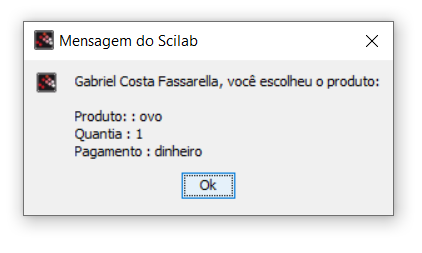 Mensagem do Scilab
Gabriel Costa Fassarella, você escolheu o produto:
Produto: : ovo
Quantia : 1
Pagamento : dinheiro
Ok